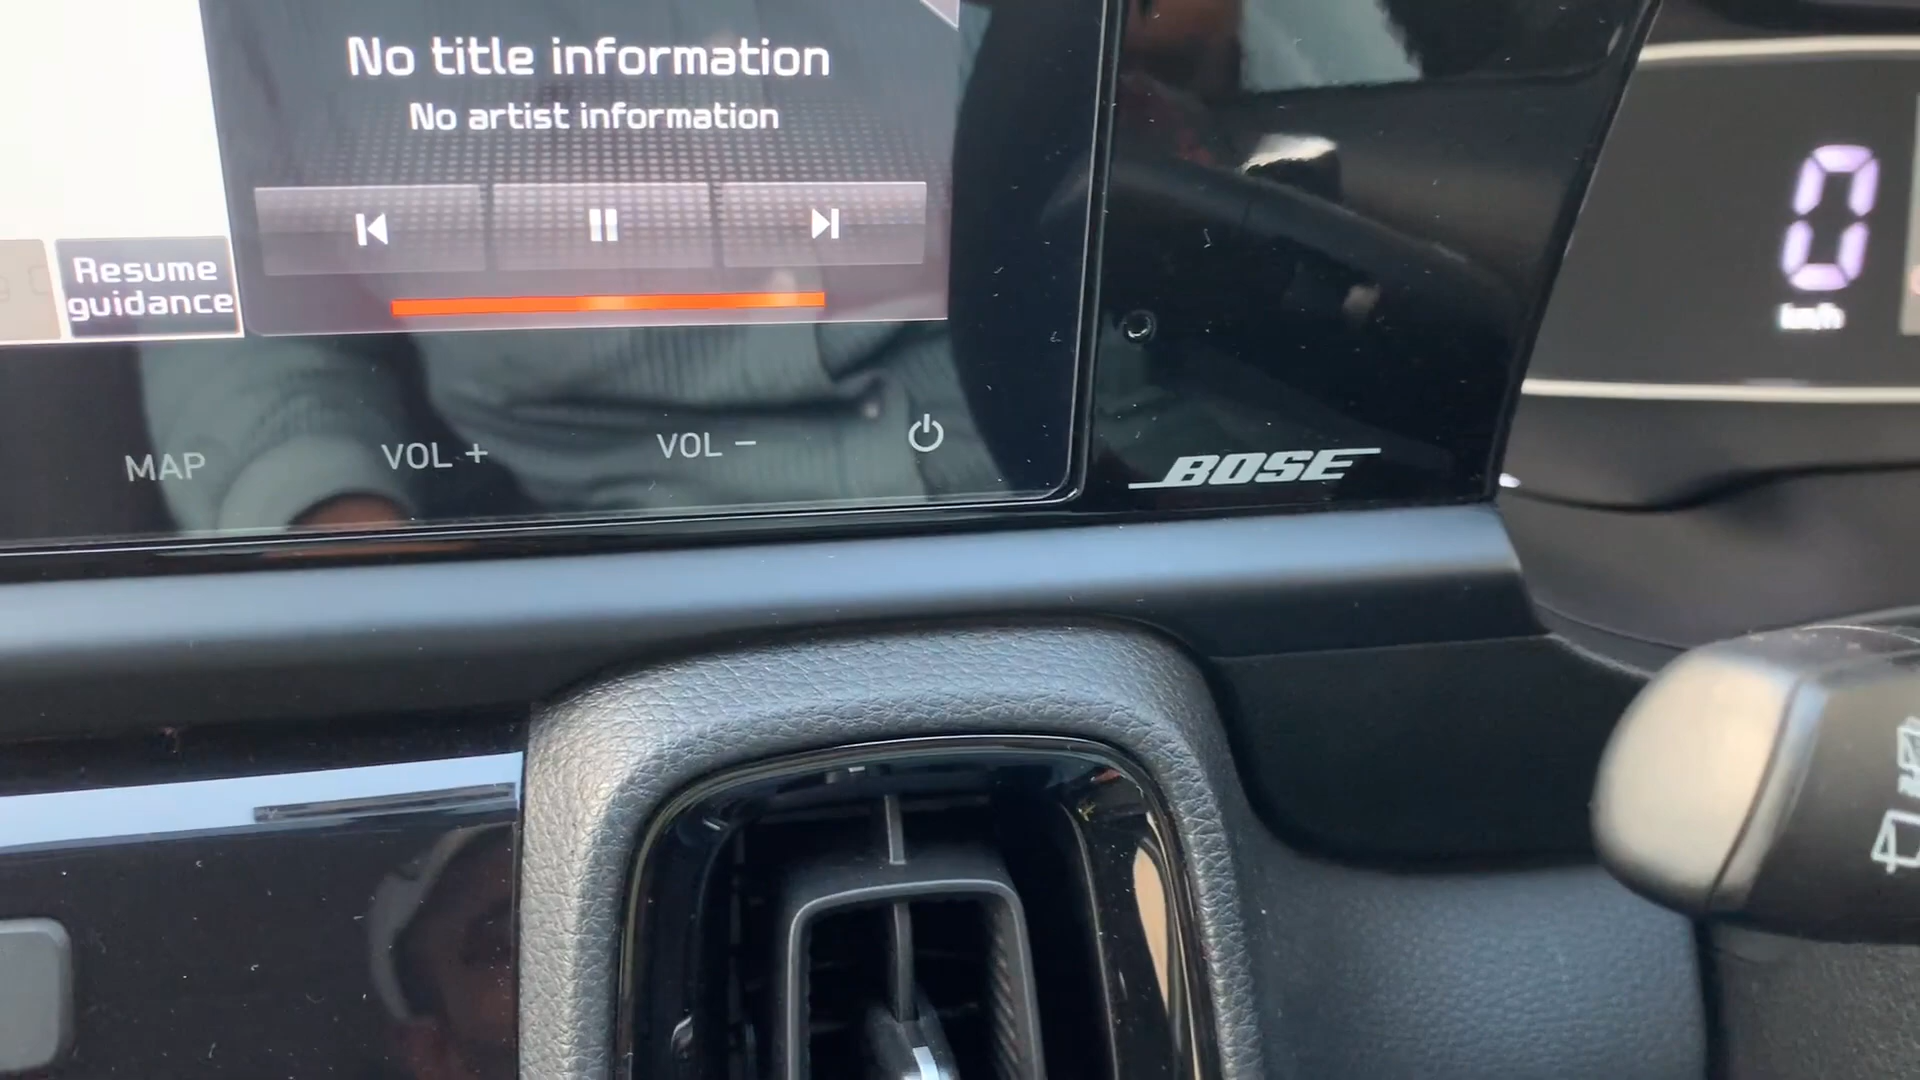 No title information
No artist information
Resume
guidance
MAP
VOL +
VOL −
BOSE
0
km/h